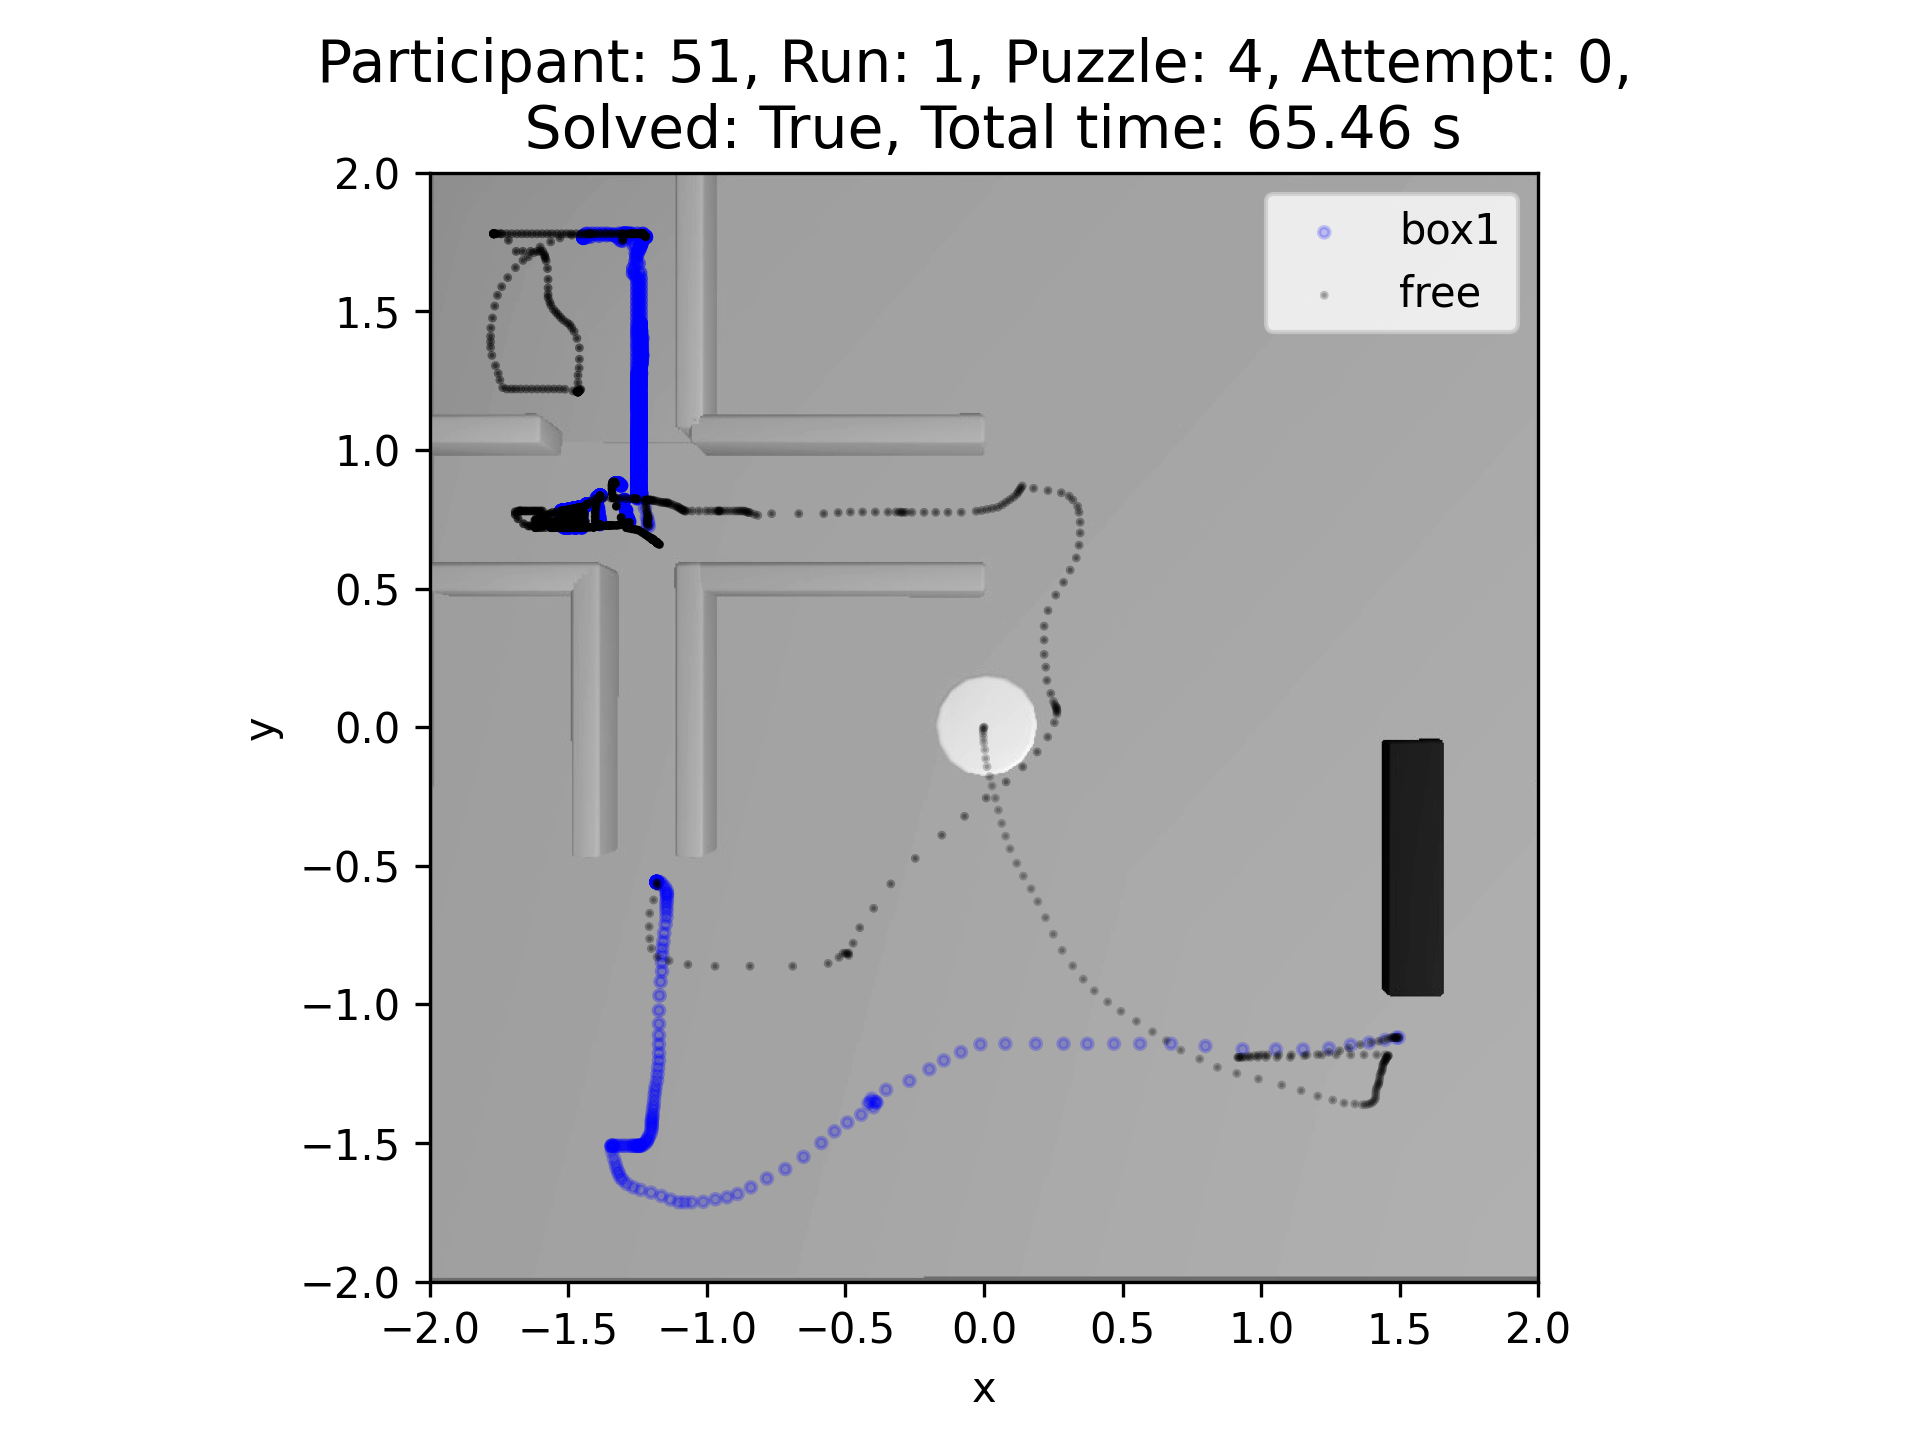 Participant: 51, Run: 1, Puzzle: 4, Attempt: 0,
Solved: True, Total time: 65.46 s
box1
free
2.0
1.5
1.0
0.5
0.0
−0.5
−1.0
−1.5
−2.0
y
−2.0 −1.5 −1.0 −0.5 0.0 0.5 1.0 1.5 2.0
x